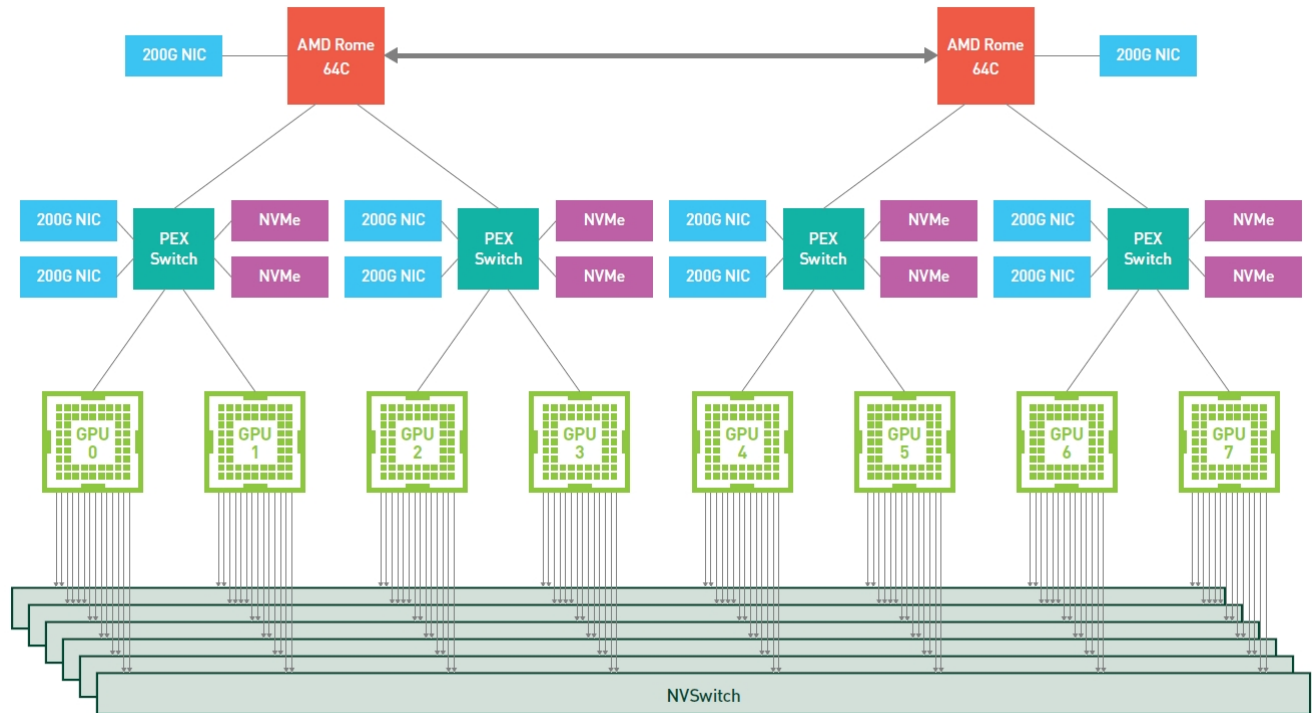 200G NIC
AMD Rome
64C
AMD Rome
64C
200G NIC
200G NIC
200G NIC
PEX
Switch
NVMe
NVMe
200G NIC
200G NIC
PEX
Switch
NVMe
NVMe
200G NIC
200G NIC
PEX
Switch
NVMe
NVMe
200G NIC
200G NIC
PEX
Switch
NVMe
NVMe
GPU
0
GPU
1
GPU
2
GPU
3
GPU
4
GPU
5
GPU
6
GPU
7
NVSwitch